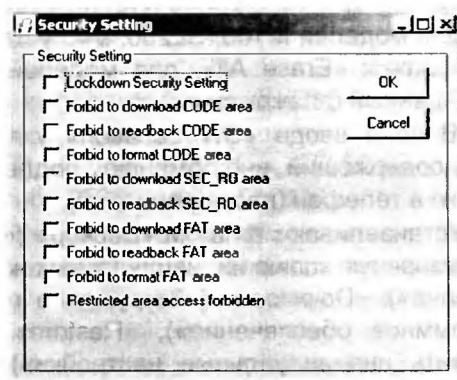 Security Setting
Security Setting
Lockdown Security Setting
OK
Forbid to download CODE area
Forbid to readback CODE area
Cancel
Forbid to format CODE area
Forbid to download SEC_RO area
Forbid to readback SEC_RO area
Forbid to download FAT area
Forbid to readback FAT area
Forbid to format FAT area
Restricted area access forbidden